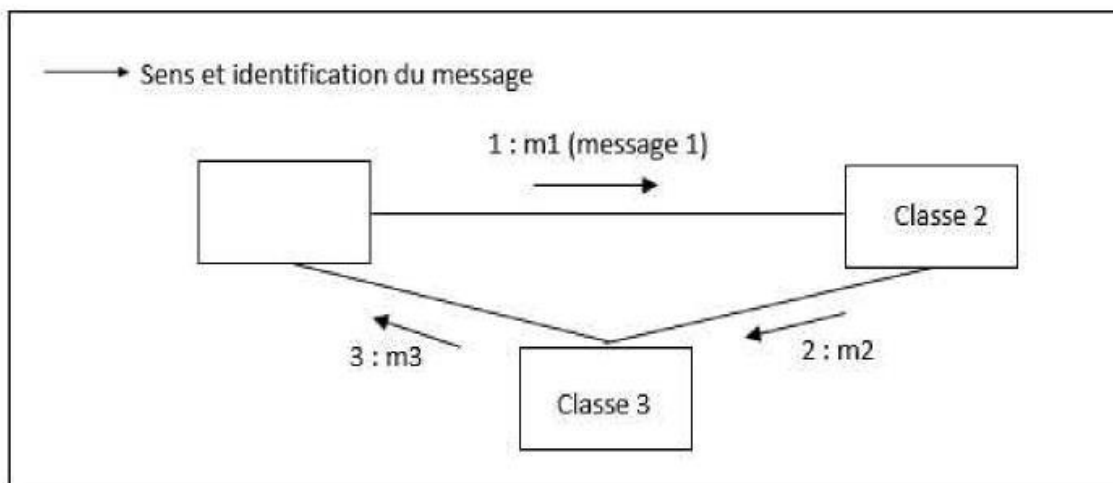 Sens et identification du message
1 : m1 (message 1)
Classe 2
3 : m3
2 : m2
Classe 3